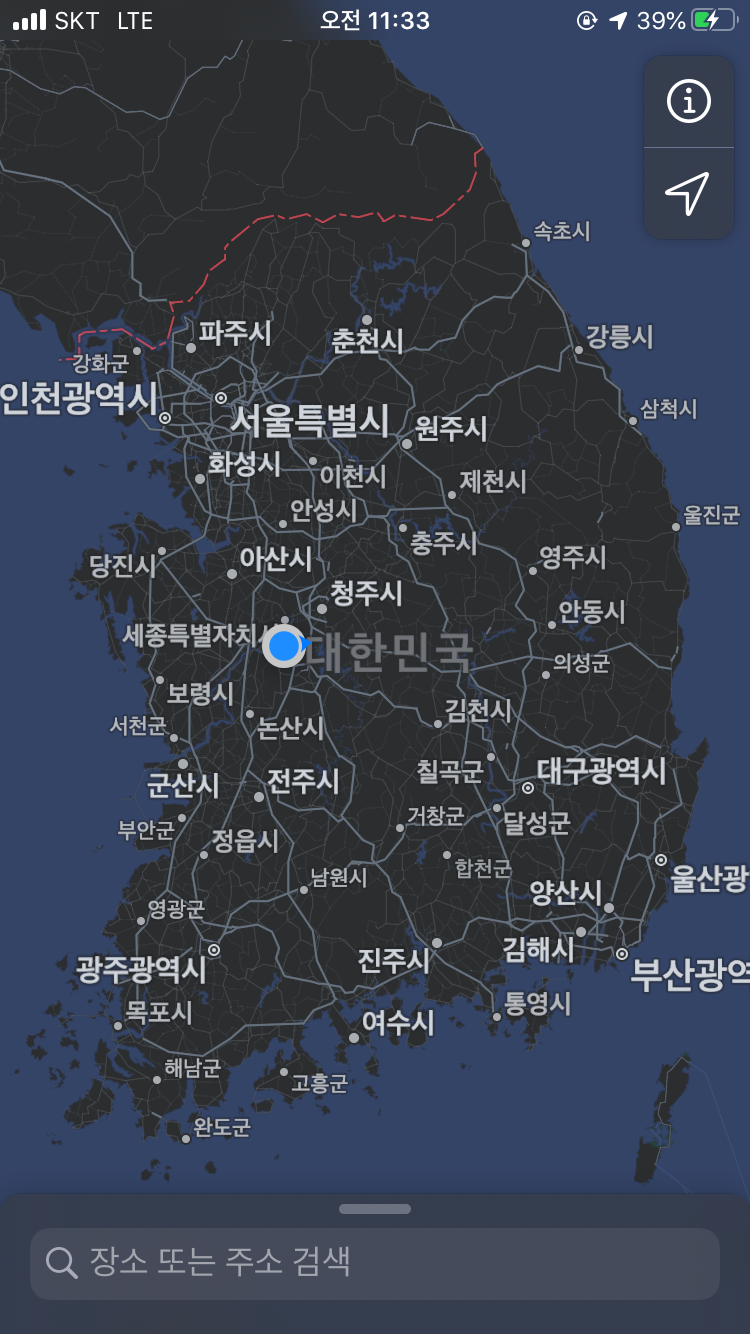 SKT LTE 오전 11:33 39%
속초시
파주시
춘천시
강릉시
강화군
인천광역시
서울특별시
원주시
삼척시
화성시
이천시
제천시
안성시
울진군
충주시
당진시
아산시
영주시
청주시
안동시
세종특별자치시
대한민국
의성군
보령시
서천군
논산시
김천시
군산시
전주시
칠곡군
대구광역시
부안군
정읍시
거창군
달성군
남원시
합천군
울산광
영광군
양산시
광주광역시
진주시
김해시
부산광역
목포시
여수시
통영시
해남군
고흥군
완도군
장소 또는 주소 검색